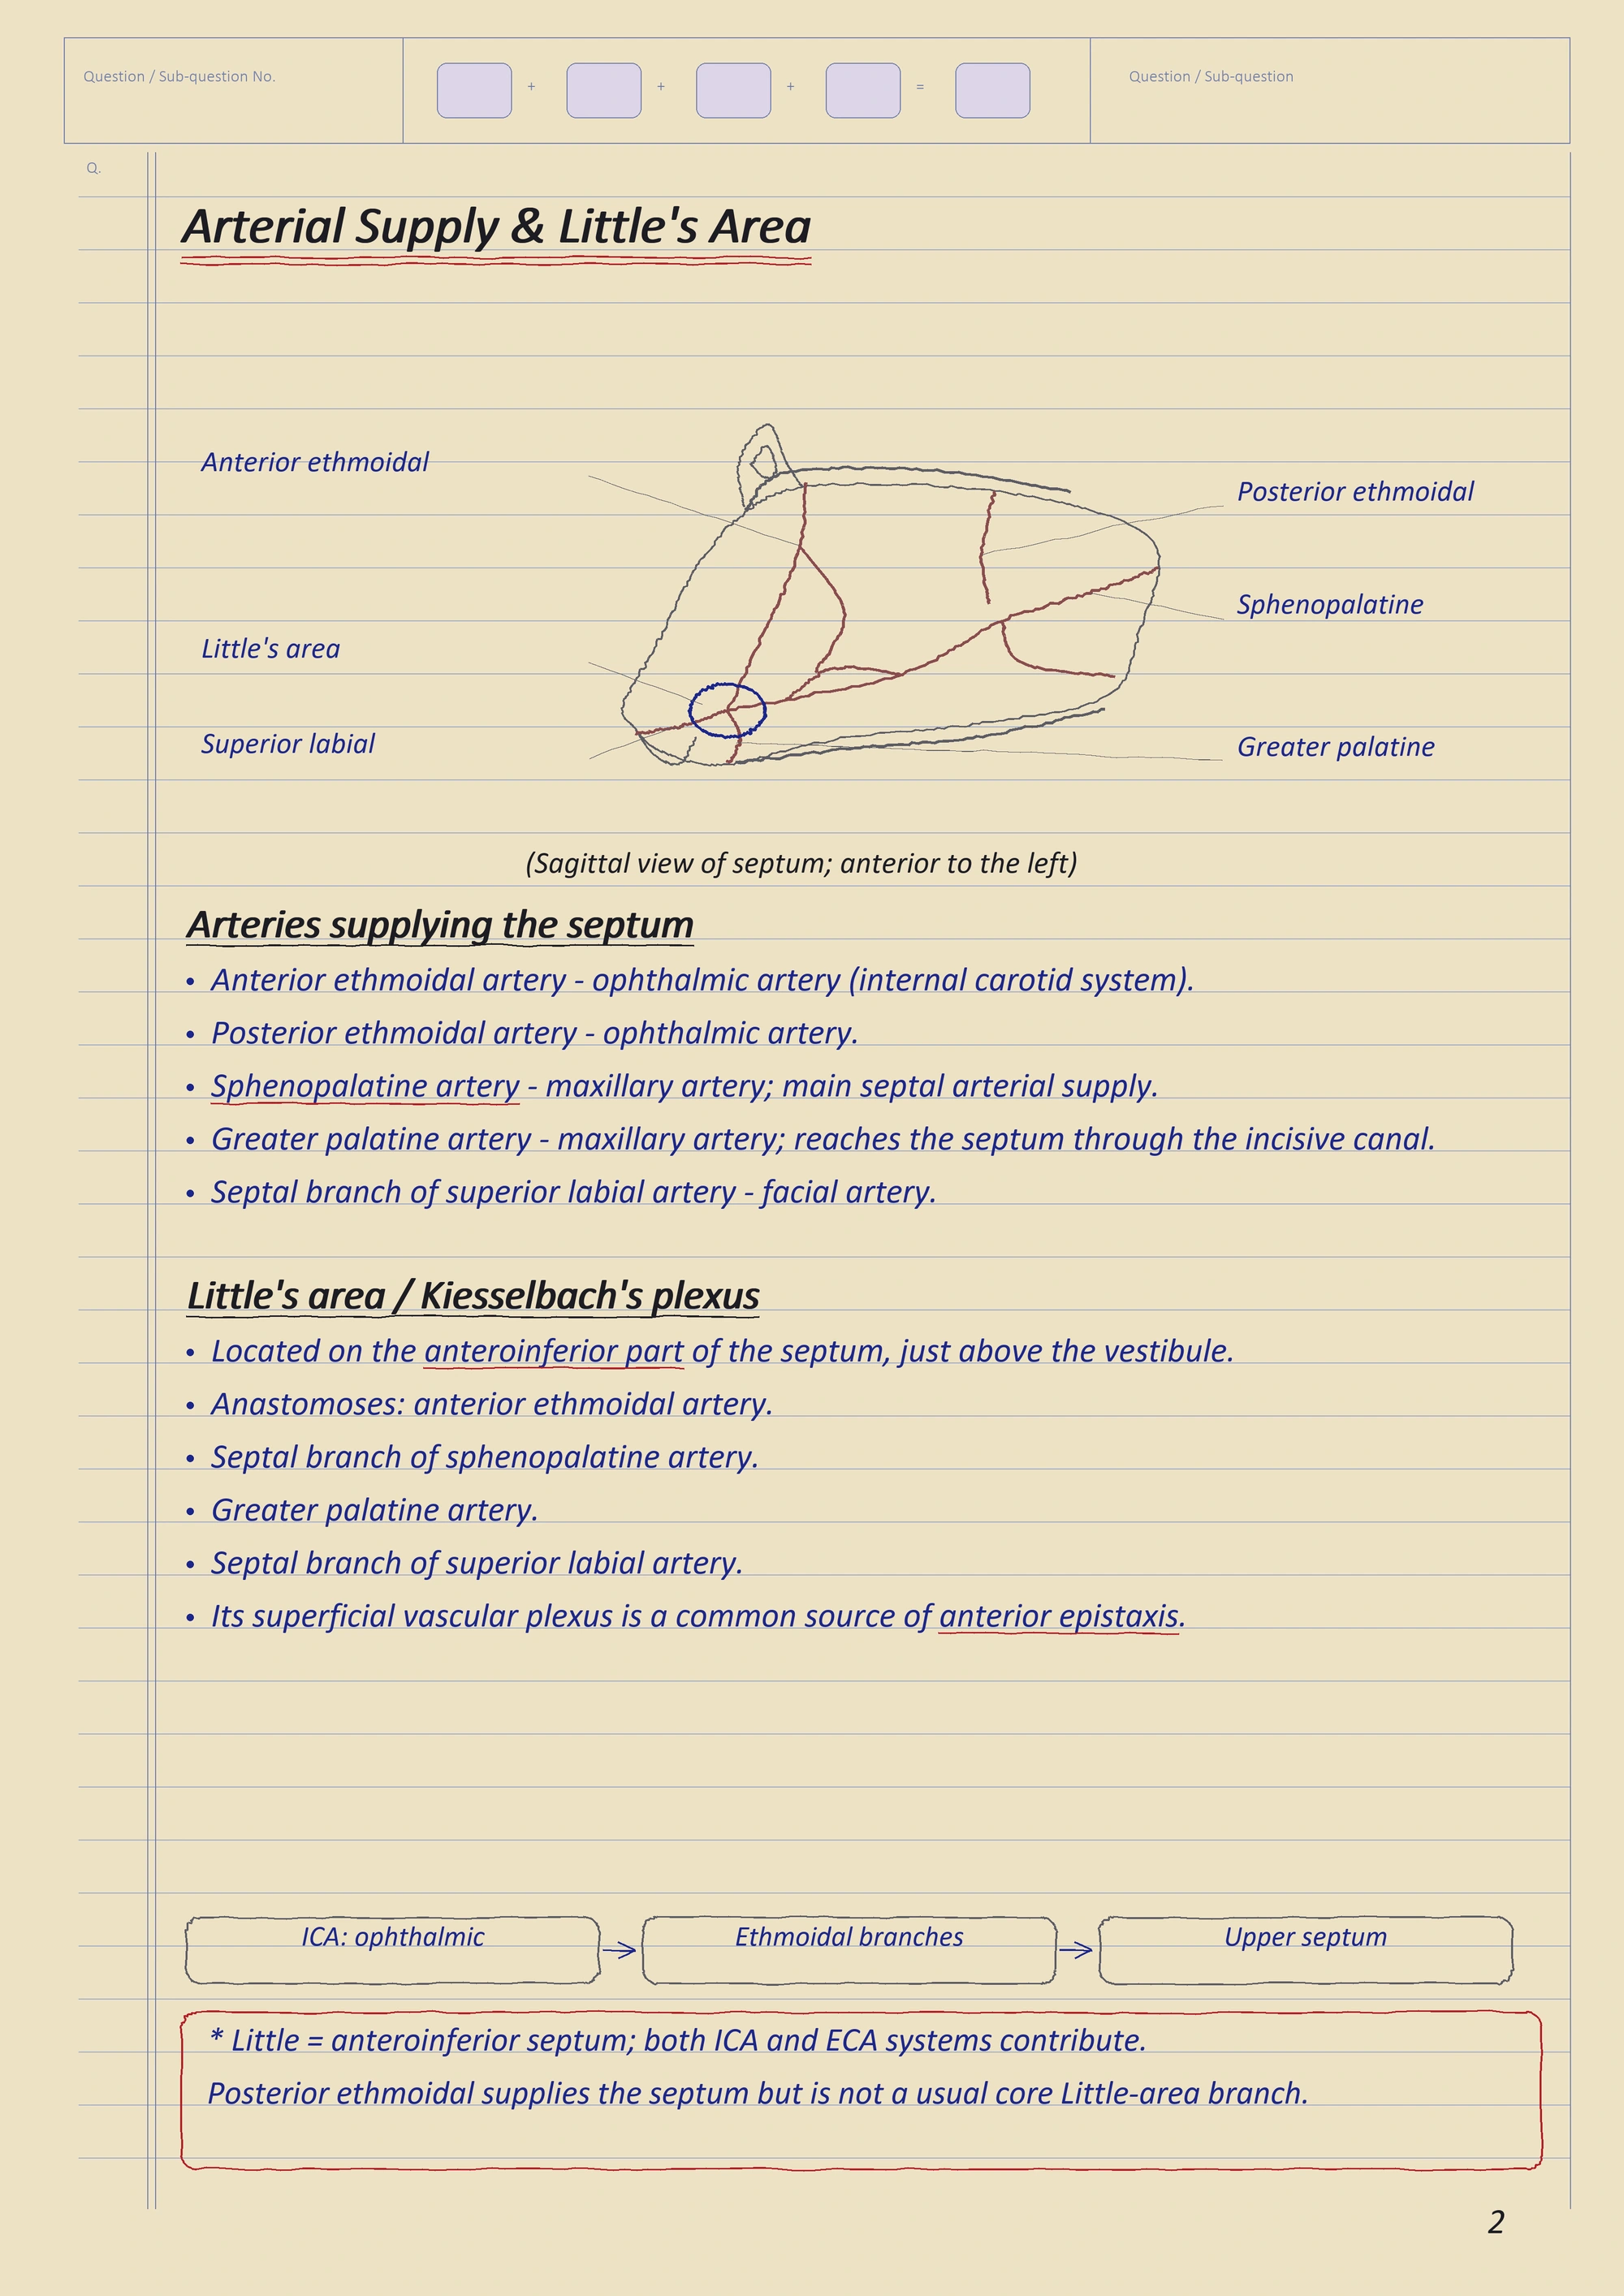 Question / Sub-question No.
+ + + =
Question / Sub-question
Q.
Arterial Supply & Little's Area
Anterior ethmoidal
Posterior ethmoidal
Sphenopalatine
Little's area
Superior labial
Greater palatine
(Sagittal view of septum; anterior to the left)
Arteries supplying the septum
• Anterior ethmoidal artery - ophthalmic artery (internal carotid system).
• Posterior ethmoidal artery - ophthalmic artery.
• Sphenopalatine artery - maxillary artery; main septal arterial supply.
• Greater palatine artery - maxillary artery; reaches the septum through the incisive canal.
• Septal branch of superior labial artery - facial artery.
Little's area / Kiesselbach's plexus
• Located on the anteroinferior part of the septum, just above the vestibule.
• Anastomoses: anterior ethmoidal artery.
• Septal branch of sphenopalatine artery.
• Greater palatine artery.
• Septal branch of superior labial artery.
• Its superficial vascular plexus is a common source of anterior epistaxis.
ICA: ophthalmic
Ethmoidal branches
Upper septum
* Little = anteroinferior septum; both ICA and ECA systems contribute.
Posterior ethmoidal supplies the septum but is not a usual core Little-area branch.
2